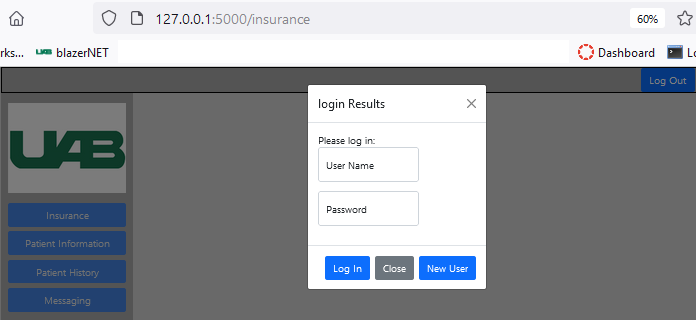 127.0.0.1:5000/insurance
60%
rks...
UAB blazerNET
Dashboard
Lo
Log Out
login Results
UAB
Please log in:
User Name
Password
Insurance
Patient Information
Patient History
Messaging
Log In
Close
New User